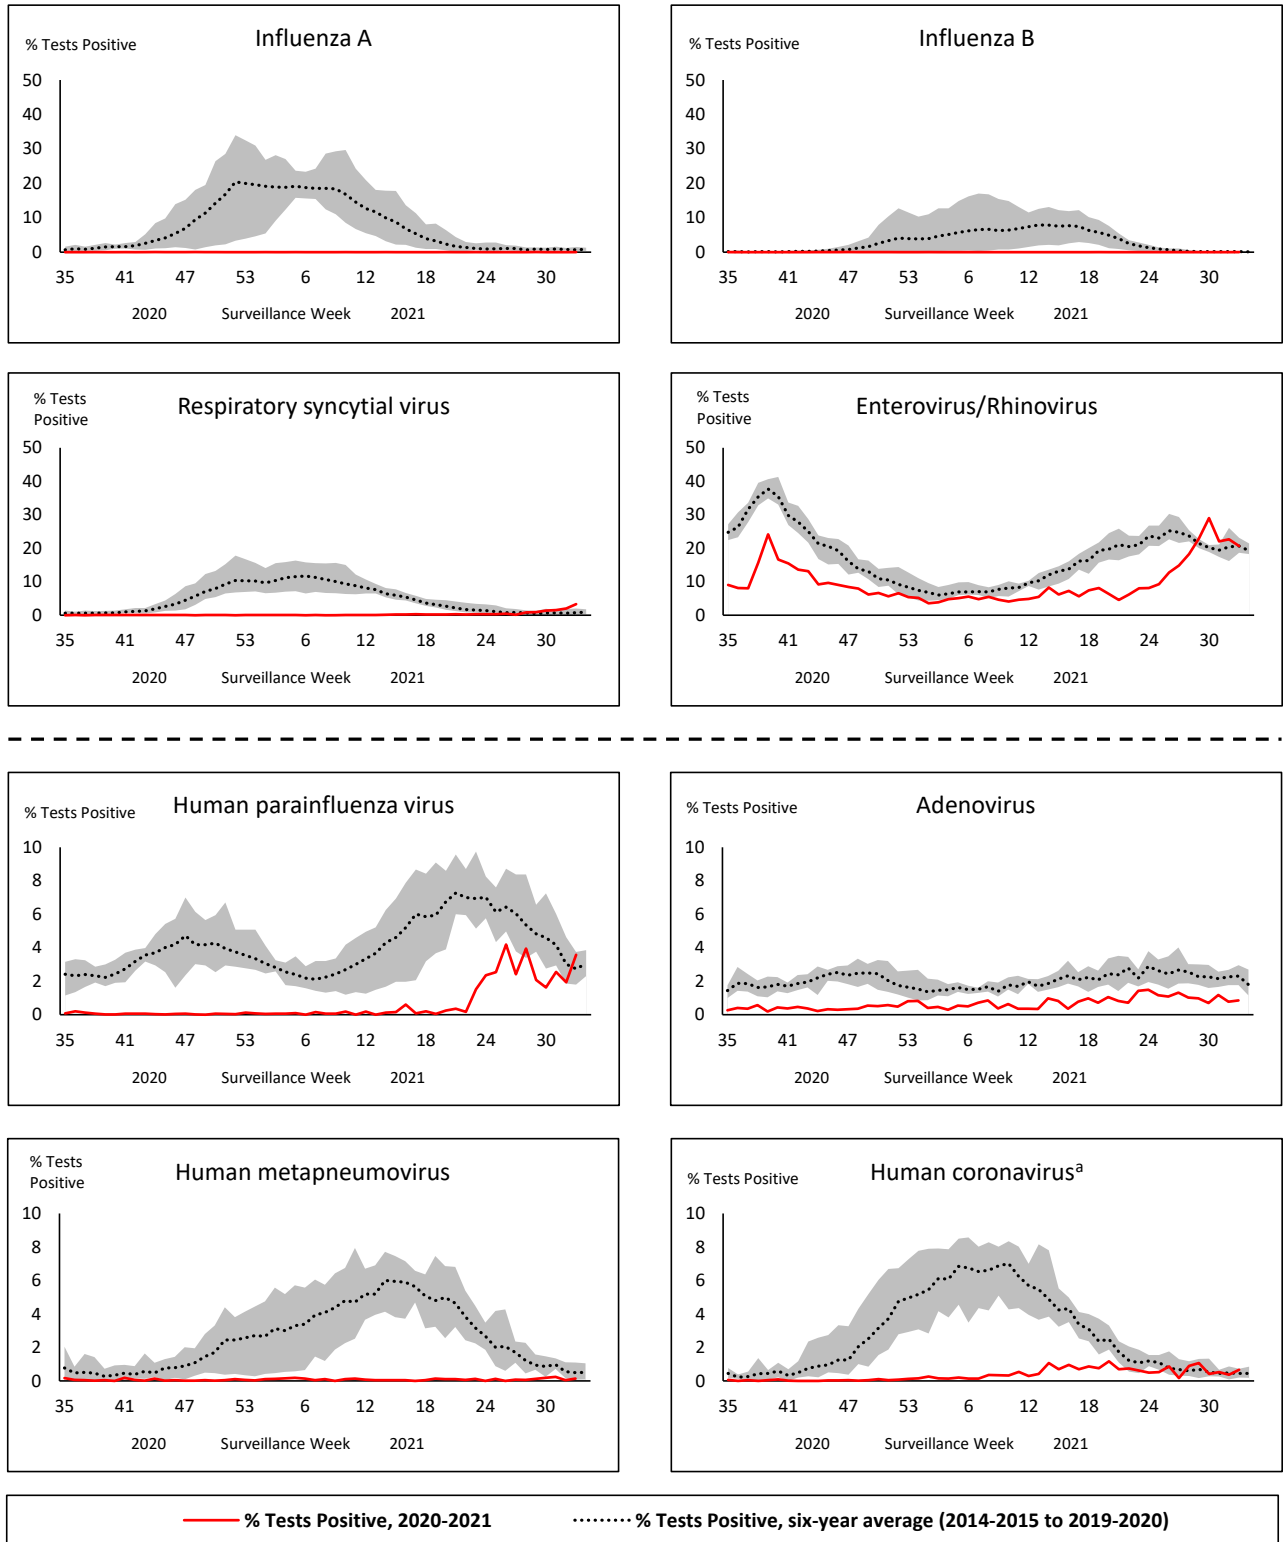 Influenza A
% Tests Positive
50
40
30
20
10
0
35 41 47 53 6 12 18 24 30
2020 Surveillance Week 2021
Influenza B
% Tests Positive
50
40
30
20
10
0
35 41 47 53 6 12 18 24 30
2020 Surveillance Week 2021
Respiratory syncytial virus
% Tests
Positive
50
40
30
20
10
0
35 41 47 53 6 12 18 24 30
2020 Surveillance Week 2021
Enterovirus/Rhinovirus
% Tests
Positive
50
40
30
20
10
0
35 41 47 53 6 12 18 24 30
2020 Surveillance Week 2021
Human parainfluenza virus
% Tests Positive
10
8
6
4
2
0
35 41 47 53 6 12 18 24 30
2020 Surveillance Week 2021
Adenovirus
% Tests Positive
10
8
6
4
2
0
35 41 47 53 6 12 18 24 30
2020 Surveillance Week 2021
Human metapneumovirus
% Tests
Positive
10
8
6
4
2
0
35 41 47 53 6 12 18 24 30
2020 Surveillance Week 2021
Human coronavirusᵃ
% Tests Positive
10
8
6
4
2
0
35 41 47 53 6 12 18 24 30
2020 Surveillance Week 2021
% Tests Positive, 2020-2021 % Tests Positive, six-year average (2014-2015 to 2019-2020)